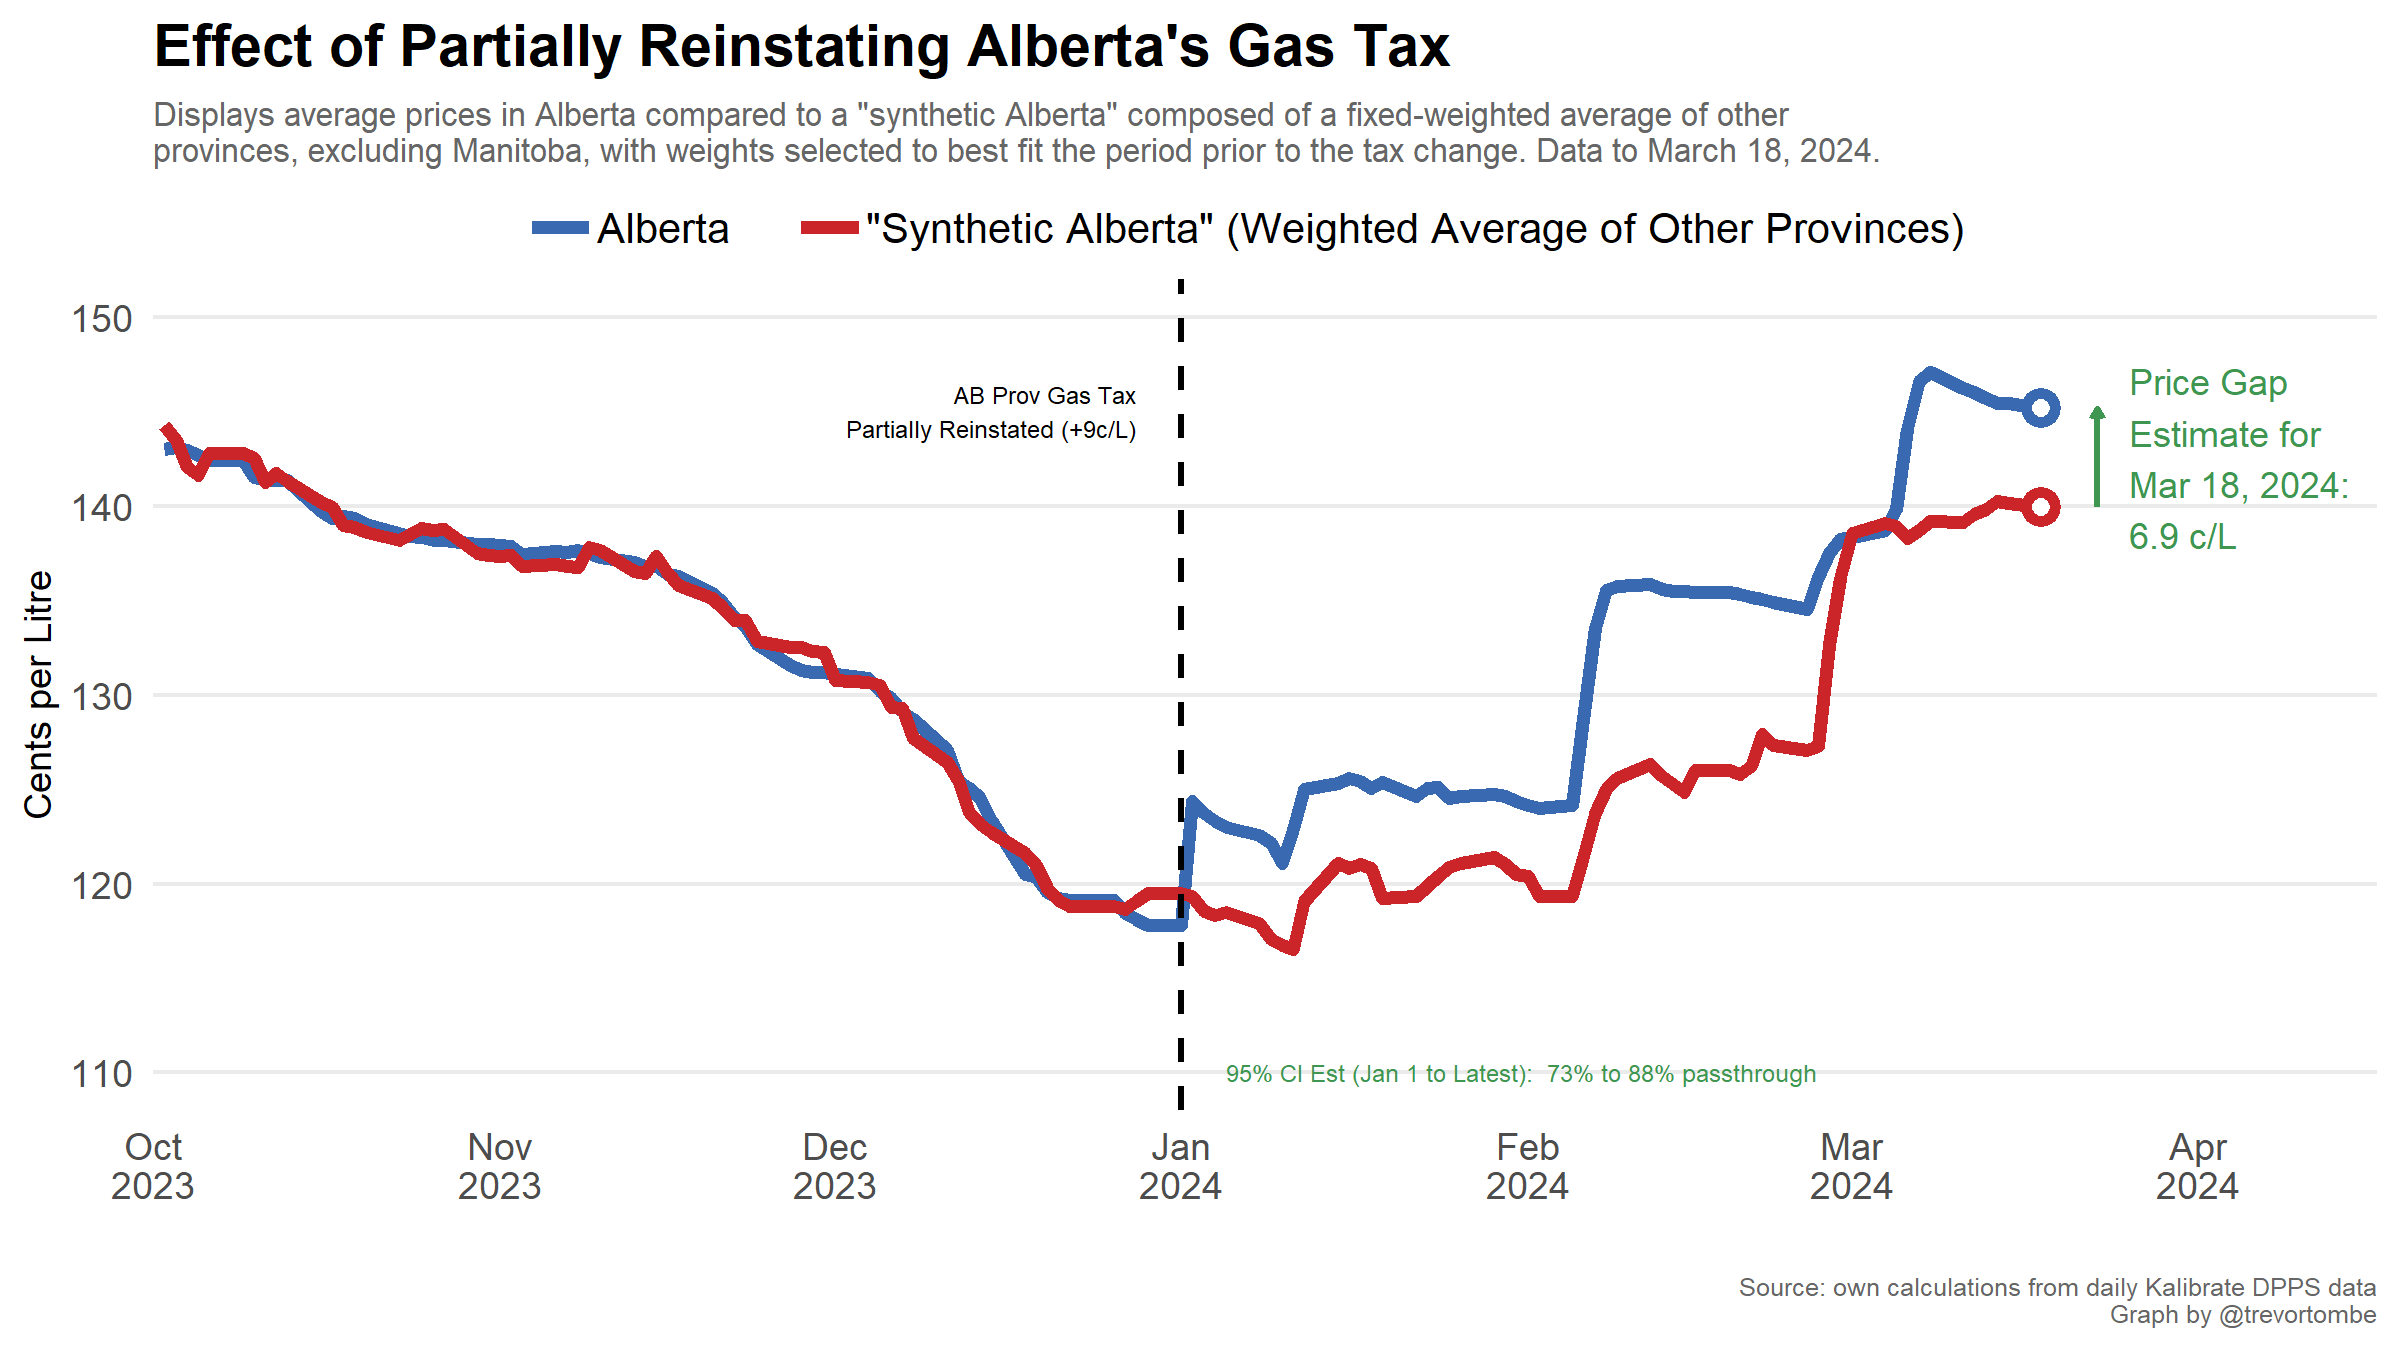 Effect of Partially Reinstating Alberta's Gas Tax
Displays average prices in Alberta compared to a "synthetic Alberta" composed of a fixed-weighted average of other
provinces, excluding Manitoba, with weights selected to best fit the period prior to the tax change. Data to March 18, 2024.
Alberta
"Synthetic Alberta" (Weighted Average of Other Provinces)
Cents per Litre
150
140
130
120
110
AB Prov Gas Tax
Partially Reinstated (+9c/L)
Price Gap
Estimate for
Mar 18, 2024:
6.9 c/L
95% CI Est (Jan 1 to Latest):  73% to 88% passthrough
Oct
2023
Nov
2023
Dec
2023
Jan
2024
Feb
2024
Mar
2024
Apr
2024
Source: own calculations from daily Kalibrate DPPS data
Graph by @trevortombe